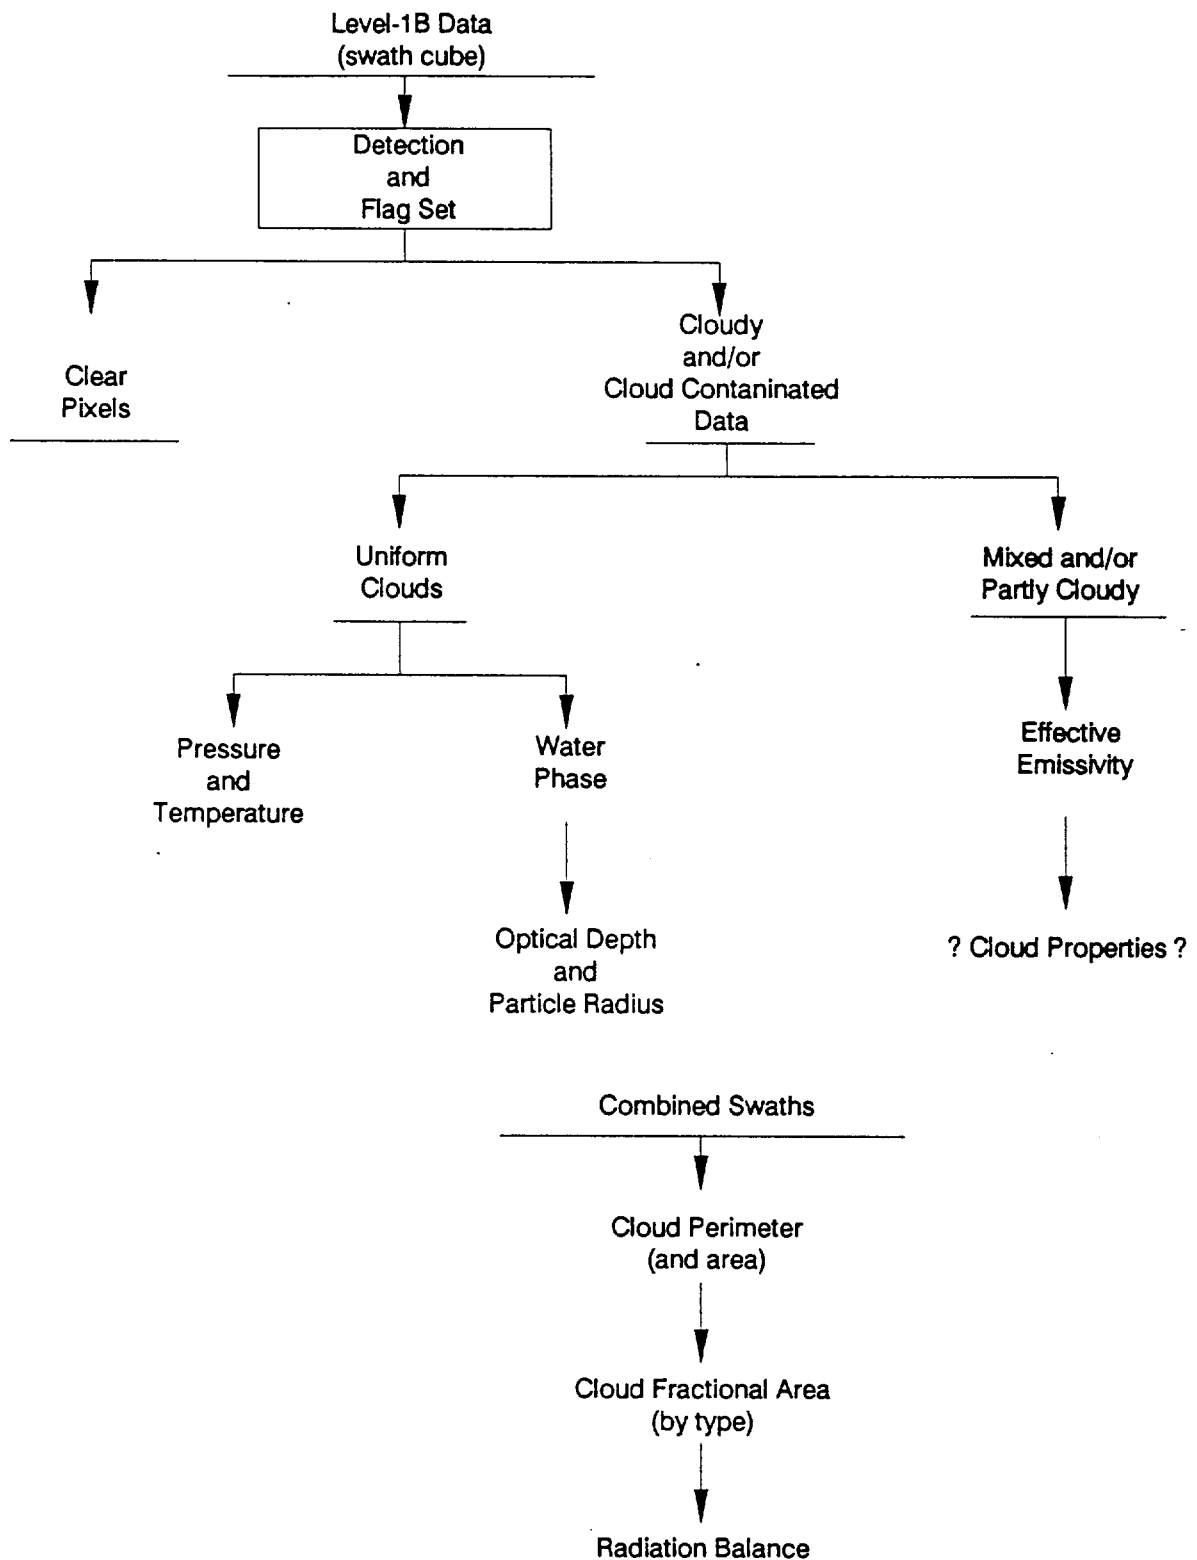 Level-1B Data
(swath cube)
Detection
and
Flag Set
Clear
Pixels
Cloudy
and/or
Cloud Contaninated
Data
Uniform
Clouds
Mixed and/or
Partly Cloudy
Pressure
and
Temperature
Water
Phase
Effective
Emissivity
Optical Depth
and
Particle Radius
? Cloud Properties ?
Combined Swaths
Cloud Perimeter
(and area)
Cloud Fractional Area
(by type)
Radiation Balance